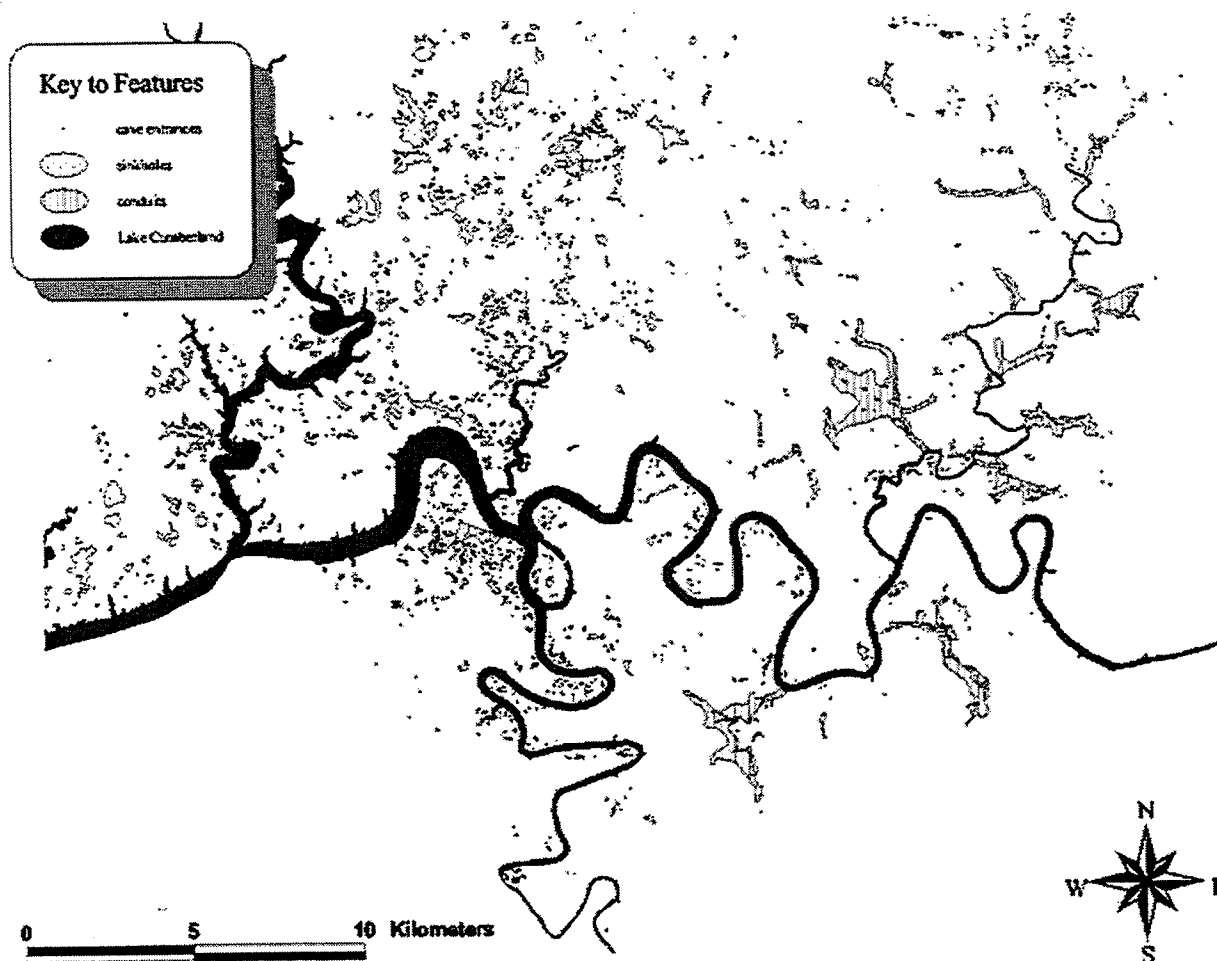 Key to Features
cave entrances
sinkholes
conduits
Lake Cumberland
N
W
S
0 5 10 Kilometers